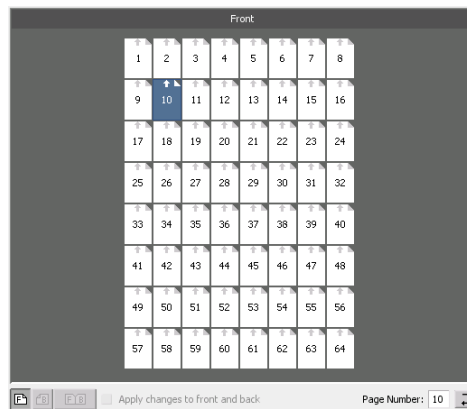 Front
1 2 3 4 5 6 7 8
9 10 11 12 13 14 15 16
17 18 19 20 21 22 23 24
25 26 27 28 29 30 31 32
33 34 35 36 37 38 39 40
41 42 43 44 45 46 47 48
49 50 51 52 53 54 55 56
57 58 59 60 61 62 63 64
F B F B Apply changes to front and back Page Number: 10